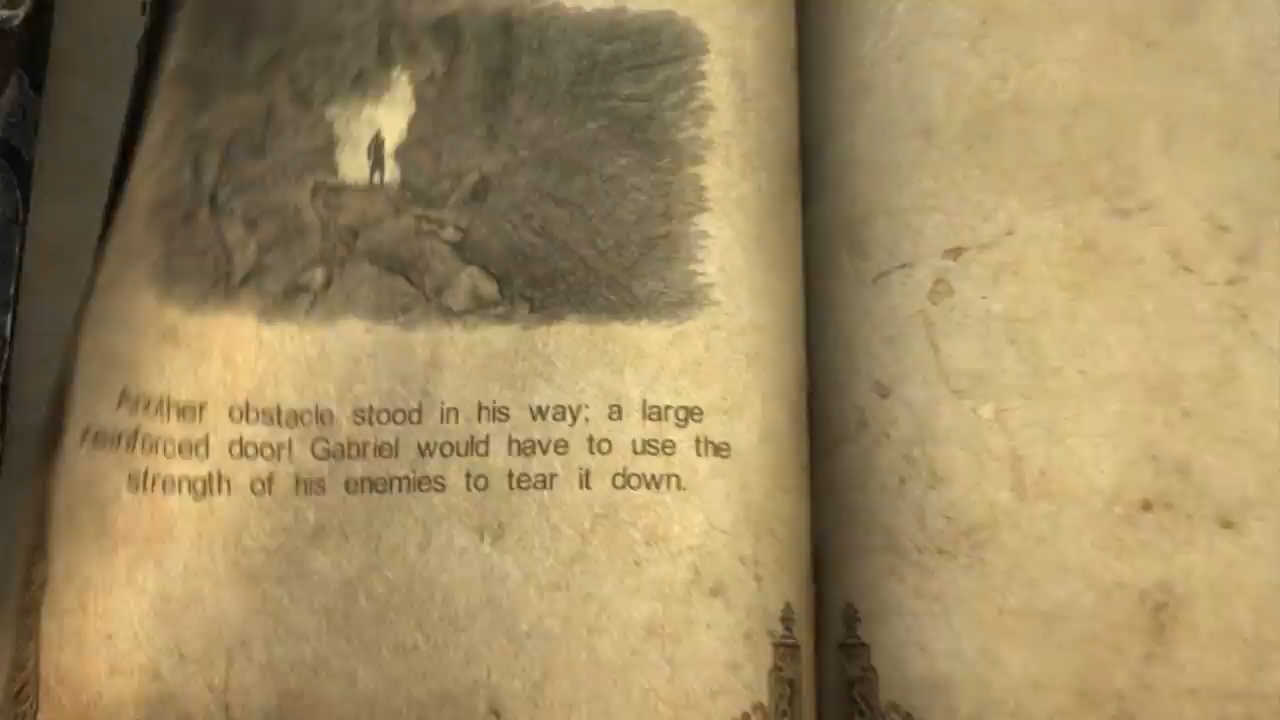 Another obstacle stood in his way; a large
reinforced door! Gabriel would have to use the
strength of his enemies to tear it down.